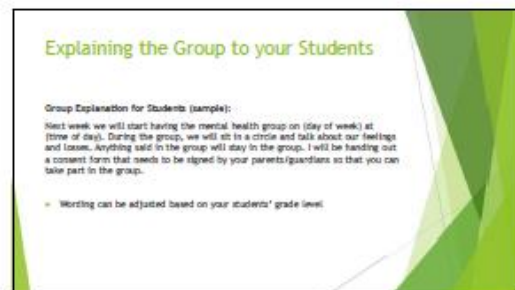 Explaining the Group to your Students
Group Explanation for Students (sample):
Next week we will start having the mental health group on (day of week) at
(time of day). During the group, we will sit in a circle and talk about our feelings
and losses. Anything said in the group will stay in the group. I will be handing out
a consent form that needs to be signed by your parents/guardians so that you can
take part in the group.
Wording can be adjusted based on your students' grade level